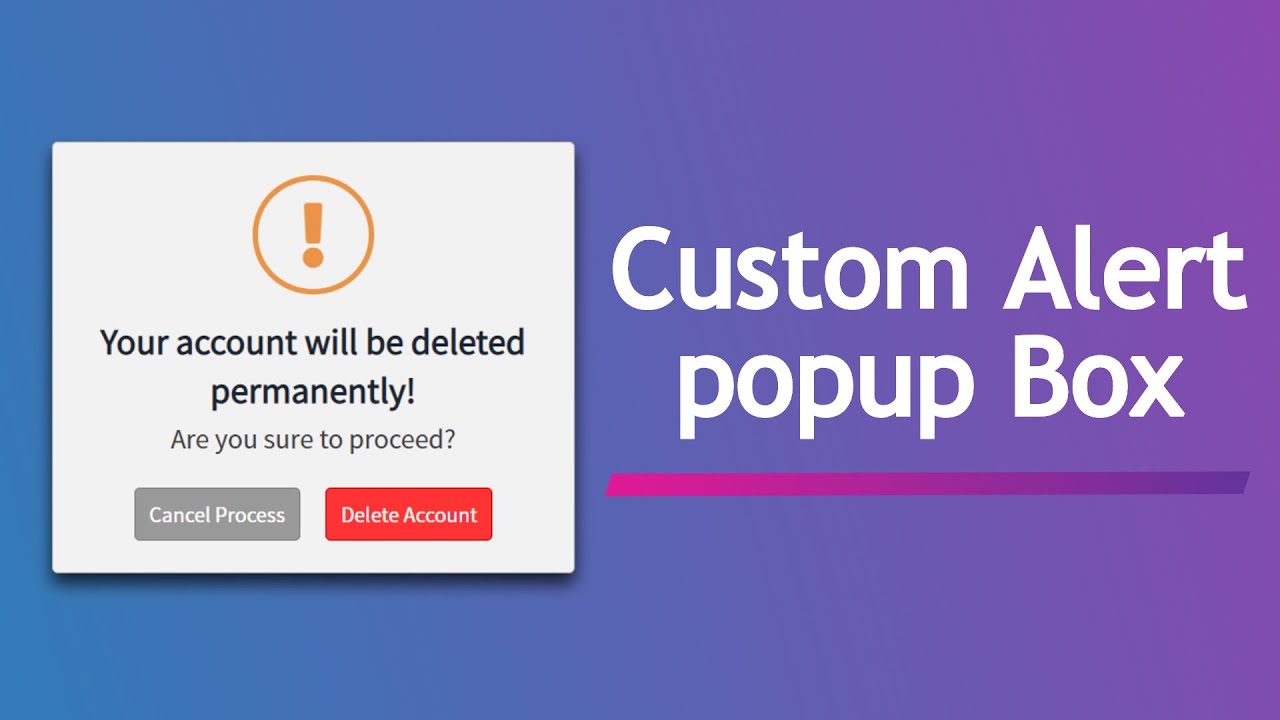 Your account will be deleted
permanently!
Are you sure to proceed?
Cancel Process
Delete Account
Custom Alert
popup Box